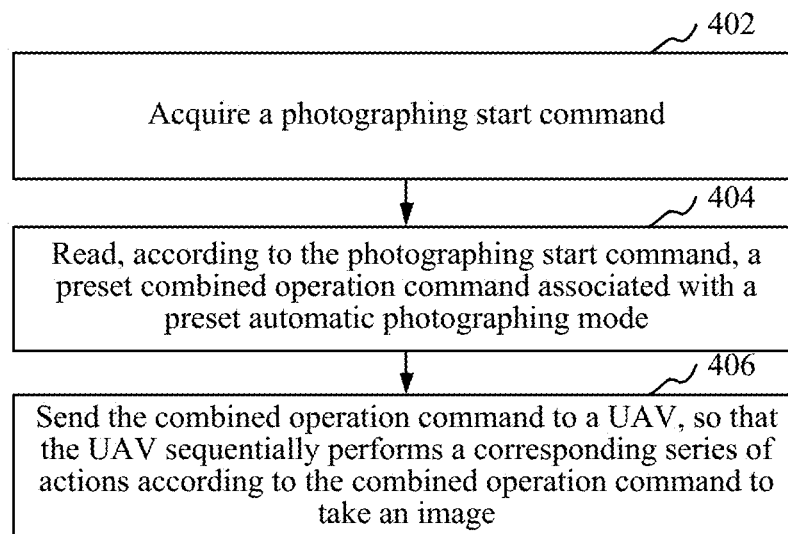 402
Acquire a photographing start command
404
Read, according to the photographing start command, a
preset combined operation command associated with a
preset automatic photographing mode
406
Send the combined operation command to a UAV, so that
the UAV sequentially performs a corresponding series of
actions according to the combined operation command to
take an image